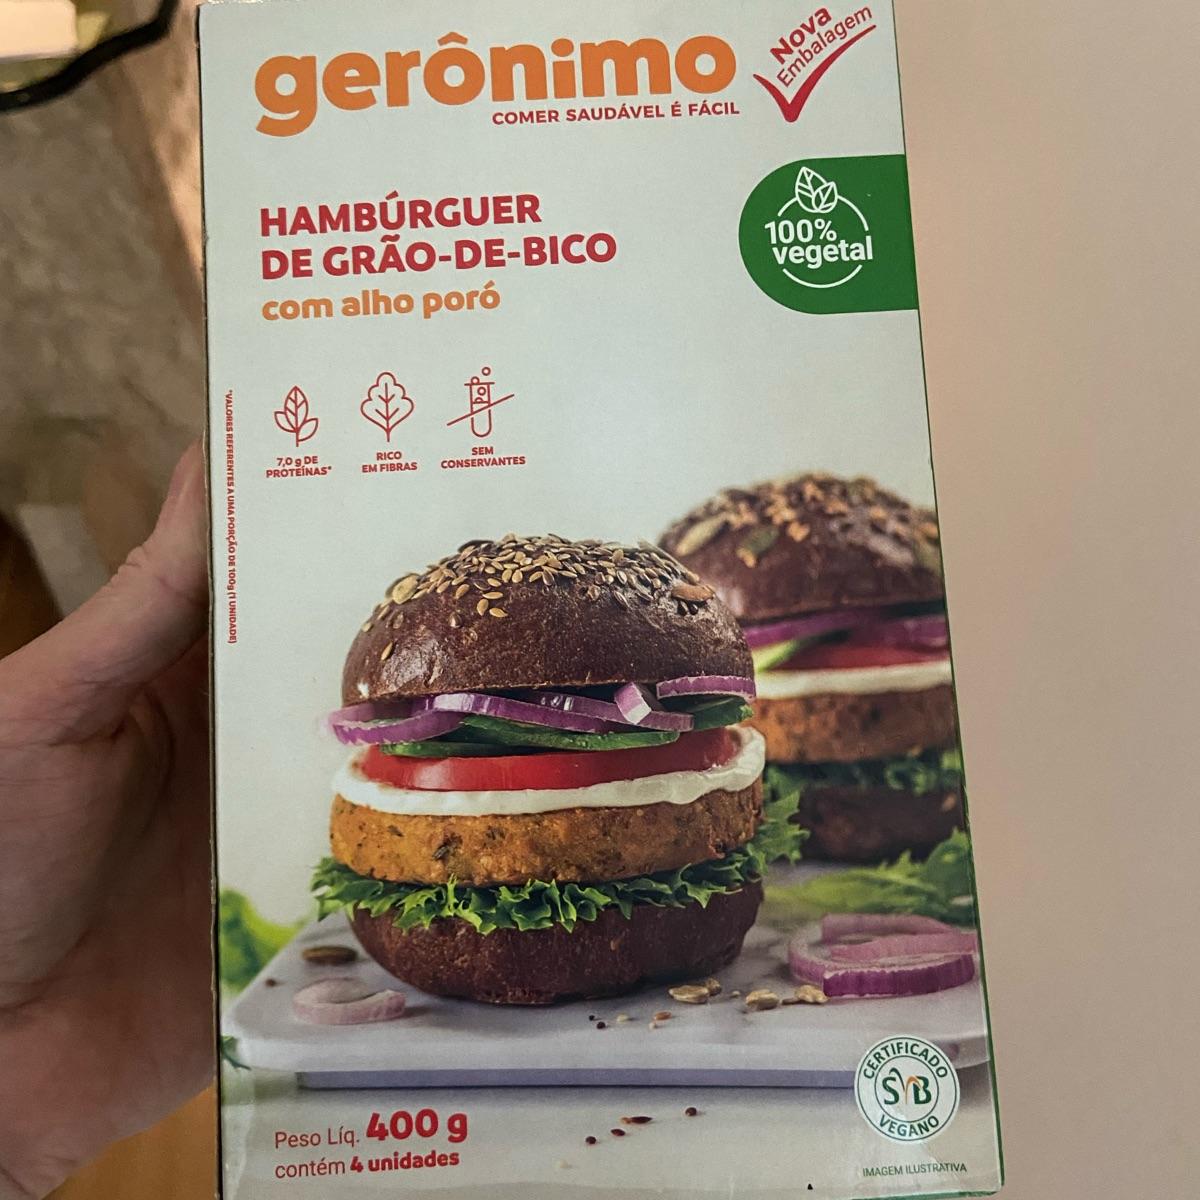 gerônimo
COMER SAUDÁVEL É FÁCIL
Nova
Embalagem
100%
vegetal
HAMBÚRGUER
DE GRÃO-DE-BICO
com alho poró
7,0 g DE
PROTEÍNAS*
RICO
EM FIBRAS
SEM
CONSERVANTES
*VALORES REFERENTES A UMA PORÇÃO DE 100g (1 UNIDADE)
Peso Líq. 400 g
contém 4 unidades
CERTIFICADO
SVB
VEGANO
IMAGEM ILUSTRATIVA